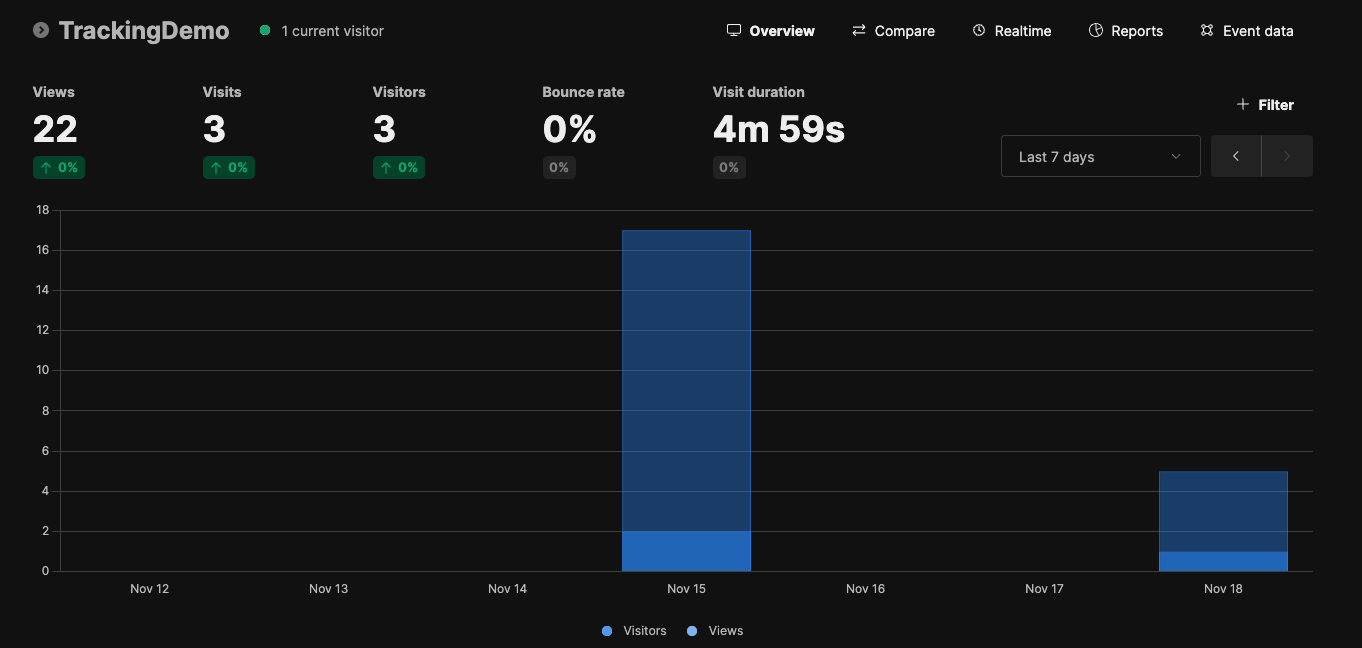 TrackingDemo 1 current visitor Overview Compare Realtime Reports Event data
Views Visits Visitors Bounce rate Visit duration
22 3 3 0% 4m 59s
0% 0% 0% 0% 0%
Filter
Last 7 days
18
16
14
12
10
8
6
4
2
0
Nov 12 Nov 13 Nov 14 Nov 15 Nov 16 Nov 17 Nov 18
Visitors Views